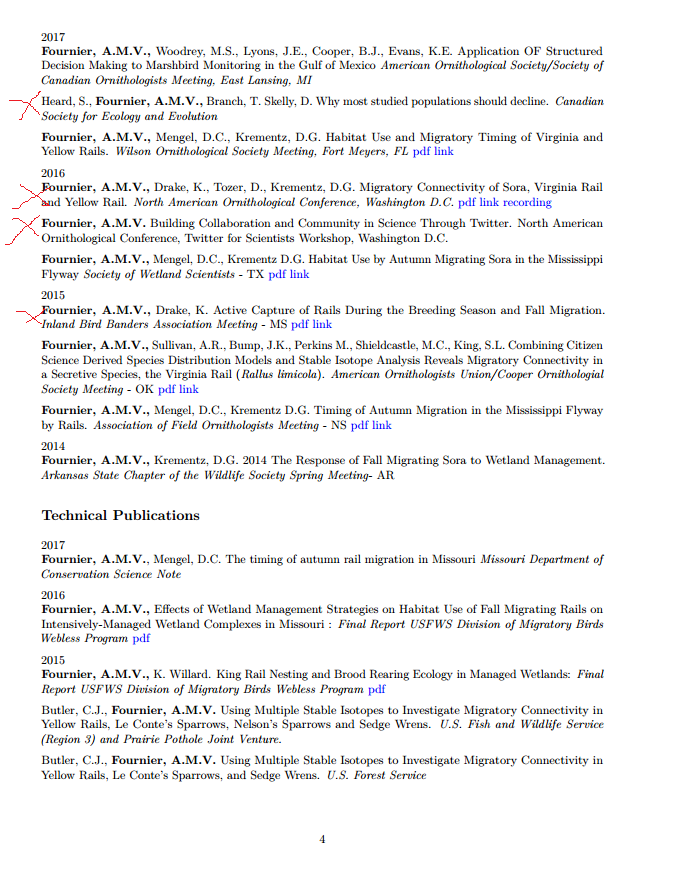 2017
Fournier, A.M.V., Woodrey, M.S., Lyons, J.E., Cooper, B.J., Evans, K.E. Application OF Structured
Decision Making to Marshbird Monitoring in the Gulf of Mexico American Ornithological Society/Society of
Canadian Ornithologists Meeting, East Lansing, MI
Heard, S., Fournier, A.M.V., Branch, T. Skelly, D. Why most studied populations should decline. Canadian
Society for Ecology and Evolution
Fournier, A.M.V., Mengel, D.C., Krementz, D.G. Habitat Use and Migratory Timing of Virginia and
Yellow Rails. Wilson Ornithological Society Meeting, Fort Meyers, FL pdf link
2016
Fournier, A.M.V., Drake, K., Tozer, D., Krementz, D.G. Migratory Connectivity of Sora, Virginia Rail
and Yellow Rail. North American Ornithological Conference, Washington D.C. pdf link recording
Fournier, A.M.V. Building Collaboration and Community in Science Through Twitter. North American
Ornithological Conference, Twitter for Scientists Workshop, Washington D.C.
Fournier, A.M.V., Mengel, D.C., Krementz D.G. Habitat Use by Autumn Migrating Sora in the Mississippi
Flyway Society of Wetland Scientists - TX pdf link
2015
Fournier, A.M.V., Drake, K. Active Capture of Rails During the Breeding Season and Fall Migration.
Inland Bird Banders Association Meeting - MS pdf link
Fournier, A.M.V., Sullivan, A.R., Bump, J.K., Perkins M., Shieldcastle, M.C., King, S.L. Combining Citizen
Science Derived Species Distribution Models and Stable Isotope Analysis Reveals Migratory Connectivity in
a Secretive Species, the Virginia Rail (Rallus limicola). American Ornithologists Union/Cooper Ornithologial
Society Meeting - OK pdf link
Fournier, A.M.V., Mengel, D.C., Krementz D.G. Timing of Autumn Migration in the Mississippi Flyway
by Rails. Association of Field Ornithologists Meeting - NS pdf link
2014
Fournier, A.M.V., Krementz, D.G. 2014 The Response of Fall Migrating Sora to Wetland Management.
Arkansas State Chapter of the Wildlife Society Spring Meeting- AR
Technical Publications
2017
Fournier, A.M.V., Mengel, D.C. The timing of autumn rail migration in Missouri Missouri Department of
Conservation Science Note
2016
Fournier, A.M.V., Effects of Wetland Management Strategies on Habitat Use of Fall Migrating Rails on
Intensively-Managed Wetland Complexes in Missouri : Final Report USFWS Division of Migratory Birds
Webless Program pdf
2015
Fournier, A.M.V., K. Willard. King Rail Nesting and Brood Rearing Ecology in Managed Wetlands: Final
Report USFWS Division of Migratory Birds Webless Program pdf
Butler, C.J., Fournier, A.M.V. Using Multiple Stable Isotopes to Investigate Migratory Connectivity in
Yellow Rails, Le Conte's Sparrows, Nelson's Sparrows and Sedge Wrens. U.S. Fish and Wildlife Service
(Region 3) and Prairie Pothole Joint Venture.
Butler, C.J., Fournier, A.M.V. Using Multiple Stable Isotopes to Investigate Migratory Connectivity in
Yellow Rails, Le Conte's Sparrows, and Sedge Wrens. U.S. Forest Service
4